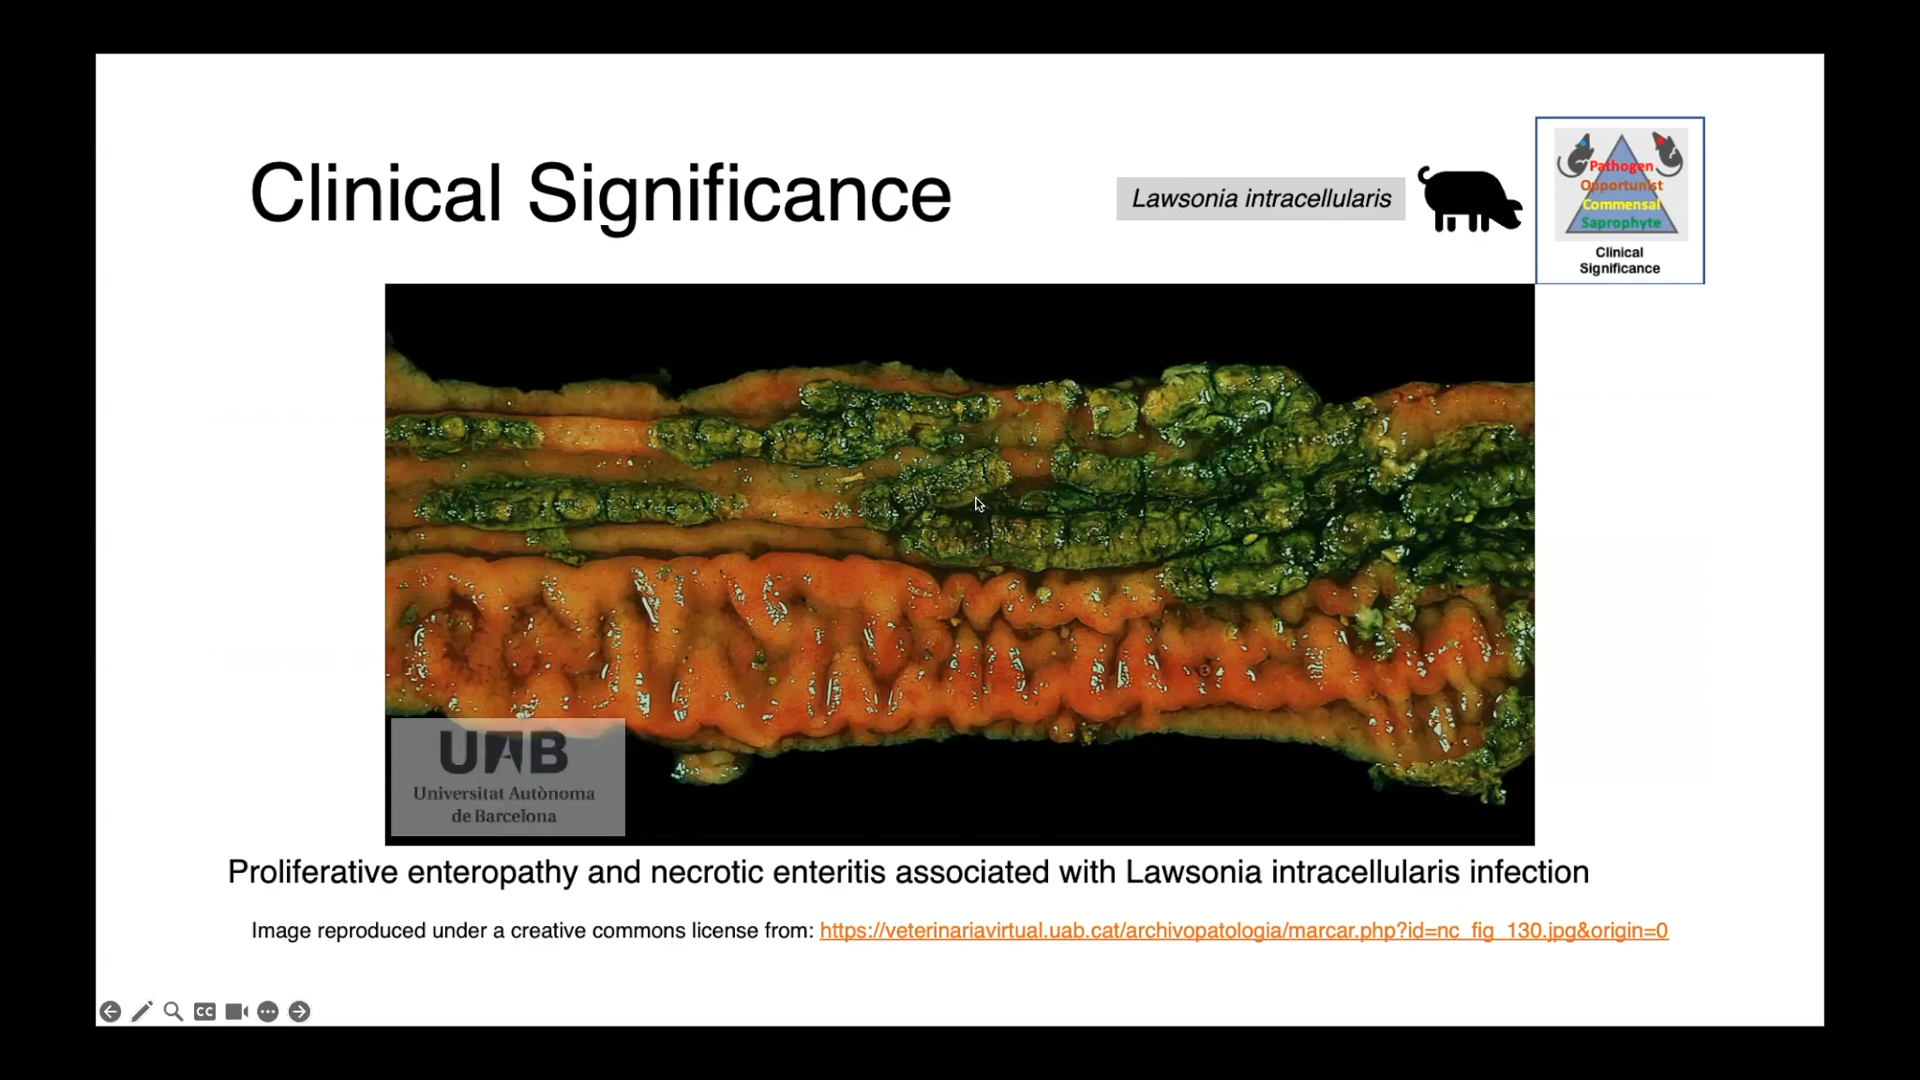 Clinical Significance
Lawsonia intracellularis
Pathogen
Opportunist
Commensal
Saprophyte
Clinical
Significance
UAB
Universitat Autònoma
de Barcelona
Proliferative enteropathy and necrotic enteritis associated with Lawsonia intracellularis infection
Image reproduced under a creative commons license from: https://veterinariavirtual.uab.cat/archivopatologia/marcar.php?id=nc_fig_130.jpg&origin=0
CC